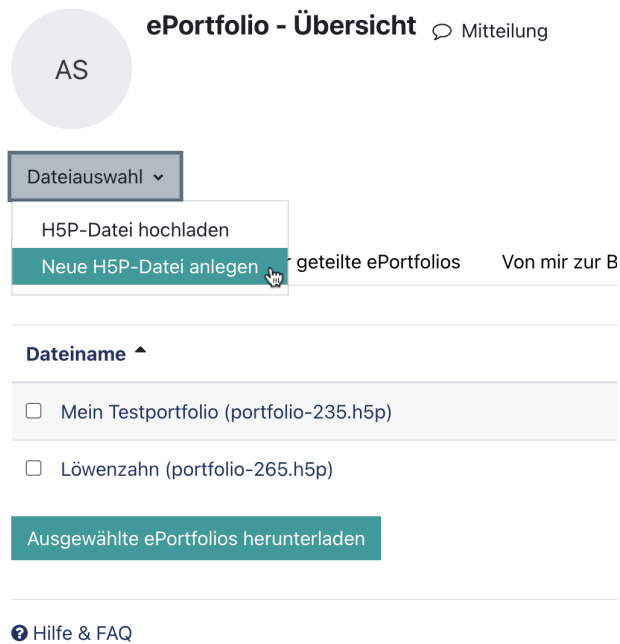 ePortfolio - Übersicht Mitteilung
AS
Dateiauswahl
H5P-Datei hochladen
Neue H5P-Datei anlegen
geteilte ePortfolios Von mir zur B
Dateiname
Mein Testportfolio (portfolio-235.h5p)
Löwenzahn (portfolio-265.h5p)
Ausgewählte ePortfolios herunterladen
Hilfe & FAQ